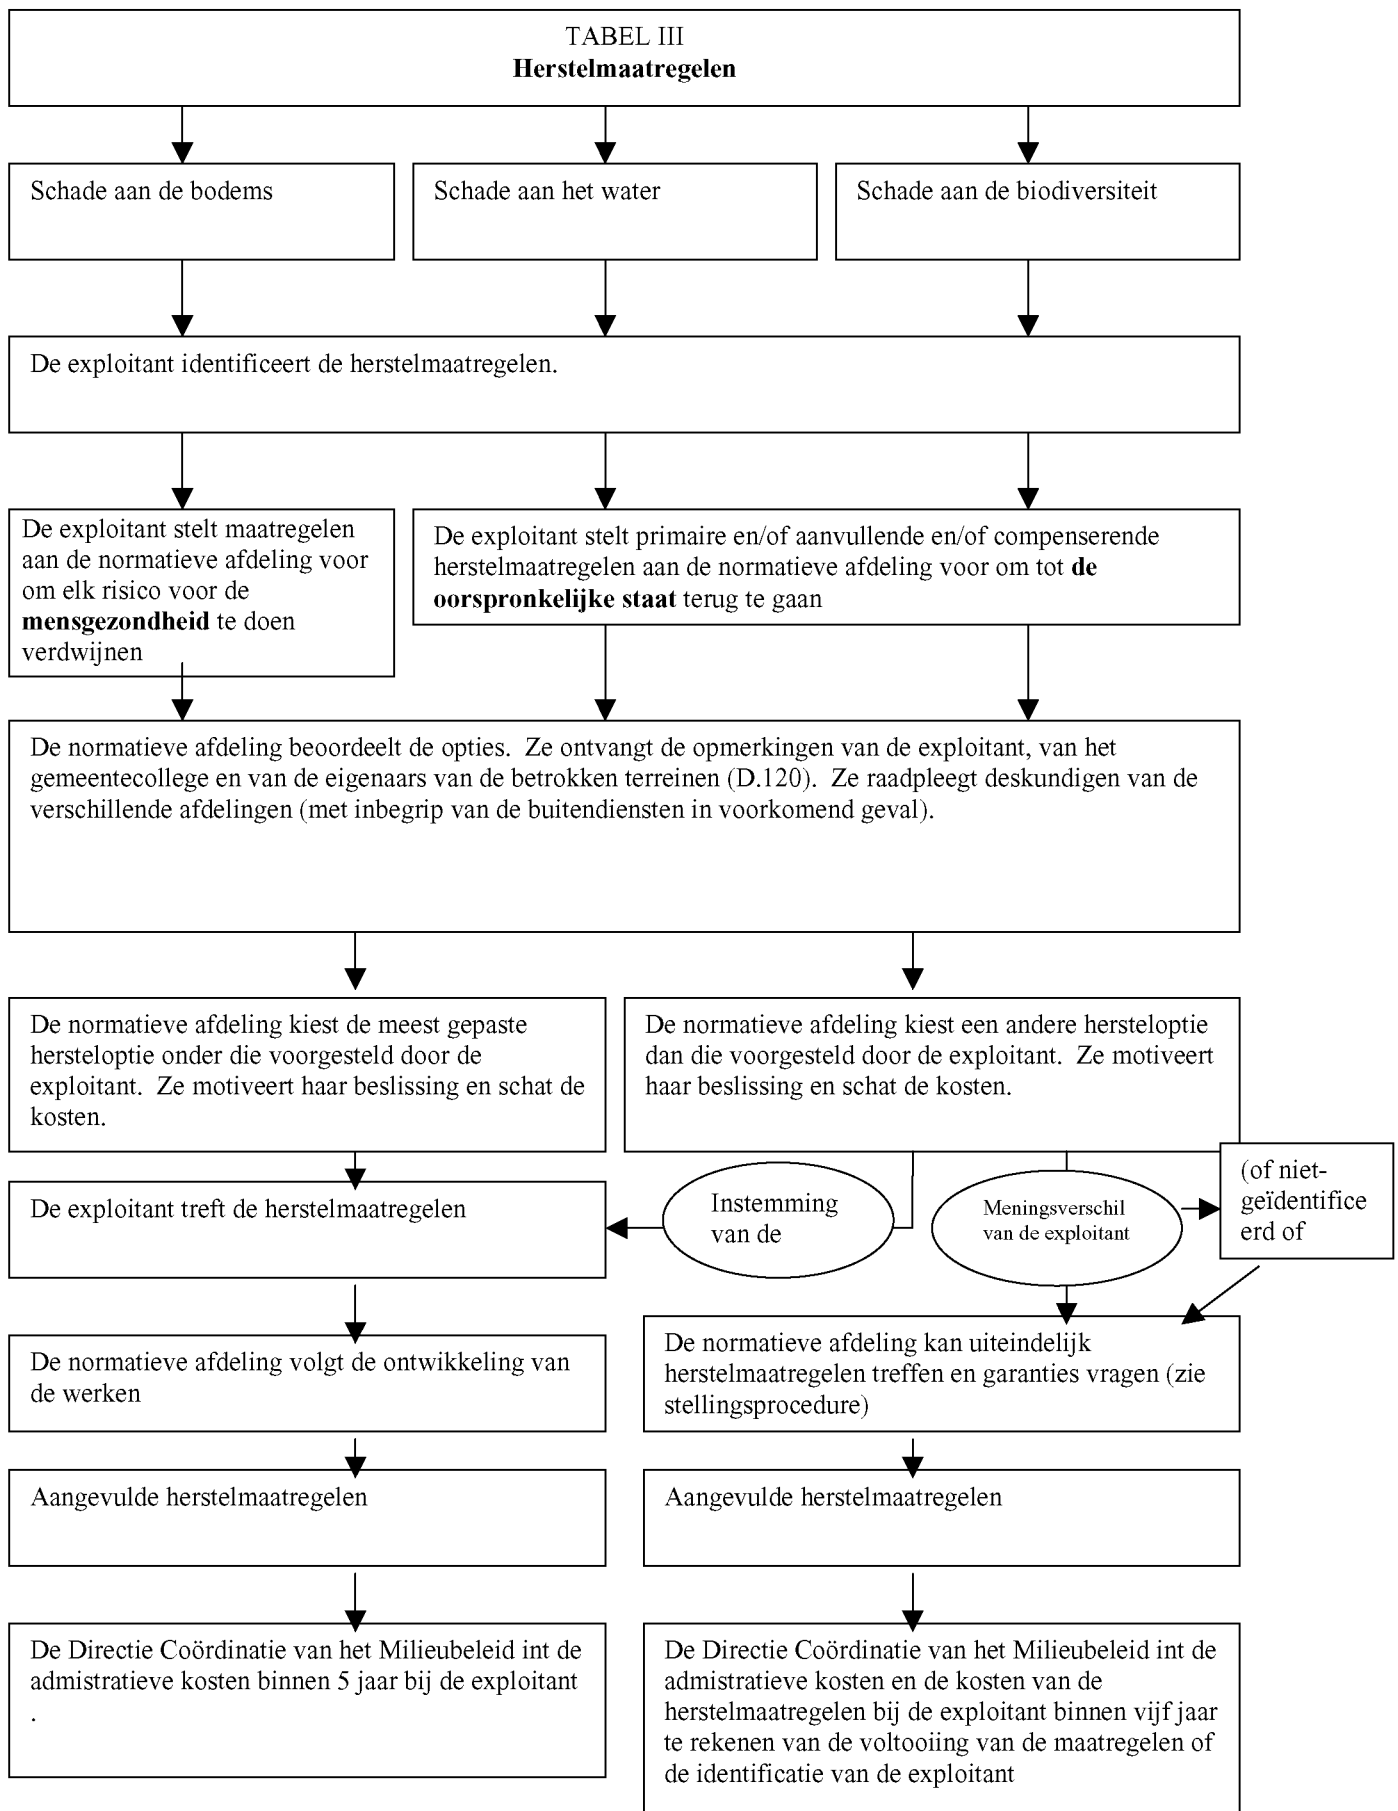 TABEL III
Herstelmaatregelen
Schade aan de bodems
Schade aan het water
Schade aan de biodiversiteit
De exploitant identificeert de herstelmaatregelen.
De exploitant stelt maatregelen
aan de normatieve afdeling voor
om elk risico voor de
mensgezondheid te doen
verdwijnen
De exploitant stelt primaire en/of aanvullende en/of compenserende
herstelmaatregelen aan de normatieve afdeling voor om tot de
oorspronkelijke staat terug te gaan
De normatieve afdeling beoordeelt de opties. Ze ontvangt de opmerkingen van de exploitant, van het
gemeentecollege en van de eigenaars van de betrokken terreinen (D.120). Ze raadpleegt deskundigen van de
verschillende afdelingen (met inbegrip van de buitendiensten in voorkomend geval).
De normatieve afdeling kiest de meest gepaste
hersteloptie onder die voorgesteld door de
exploitant. Ze motiveert haar beslissing en schat de
kosten.
De normatieve afdeling kiest een andere hersteloptie
dan die voorgesteld door de exploitant. Ze motiveert
haar beslissing en schat de kosten.
De exploitant treft de herstelmaatregelen
Instemming
van de
Meningsverschil
van de exploitant
(of niet-
geïdentifice
erd of
De normatieve afdeling volgt de ontwikkeling van
de werken
De normatieve afdeling kan uiteindelijk
herstelmaatregelen treffen en garanties vragen (zie
stellingsprocedure)
Aangevulde herstelmaatregelen
Aangevulde herstelmaatregelen
De Directie Coördinatie van het Milieubeleid int de
admistratieve kosten binnen 5 jaar bij de exploitant
.
De Directie Coördinatie van het Milieubeleid int de
admistratieve kosten en de kosten van de
herstelmaatregelen bij de exploitant binnen vijf jaar
te rekenen van de voltooiing van de maatregelen of
de identificatie van de exploitant